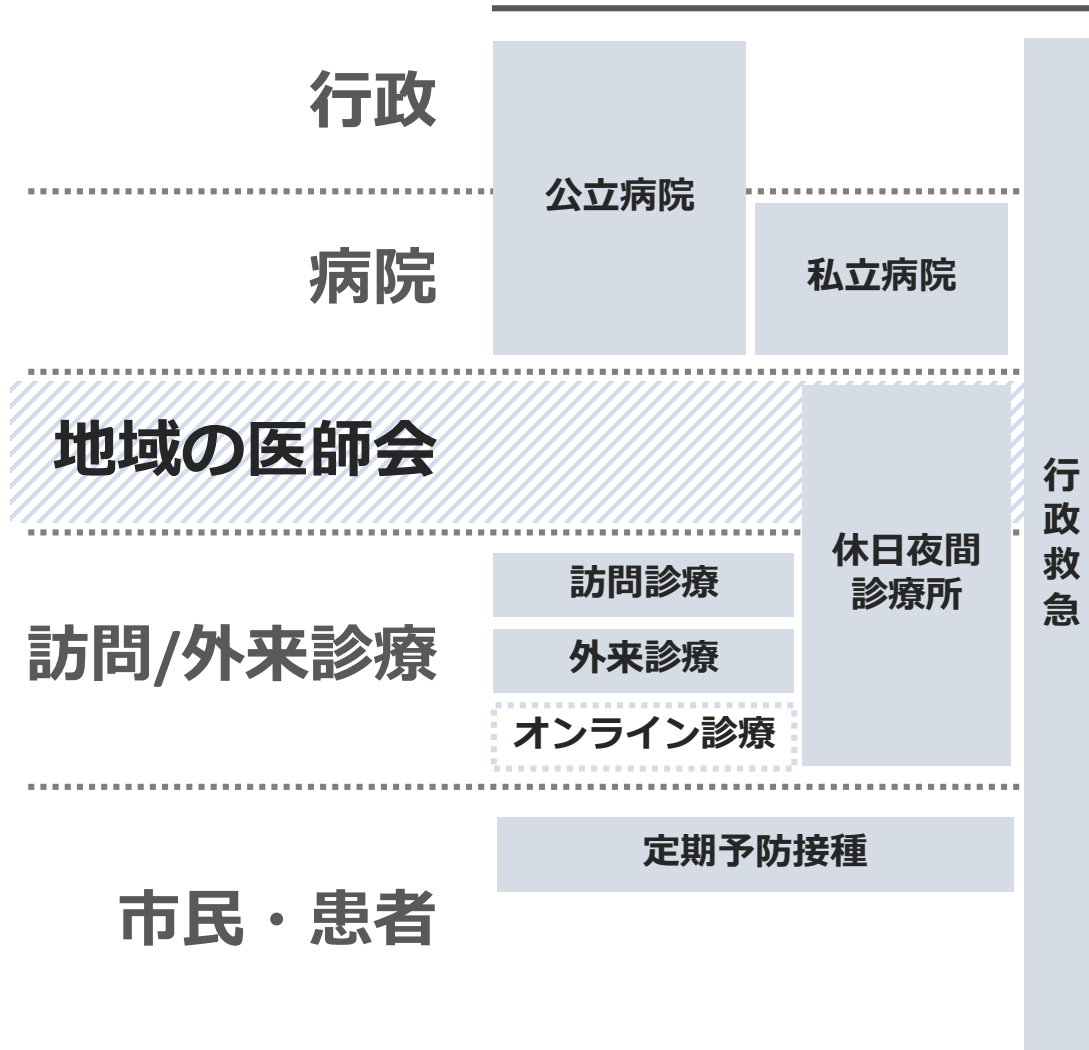 行政
公立病院
病院
私立病院
地域の医師会
行政救急
休日夜間
診療所
訪問診療
訪問/外来診療
外来診療
オンライン診療
定期予防接種
市民・患者